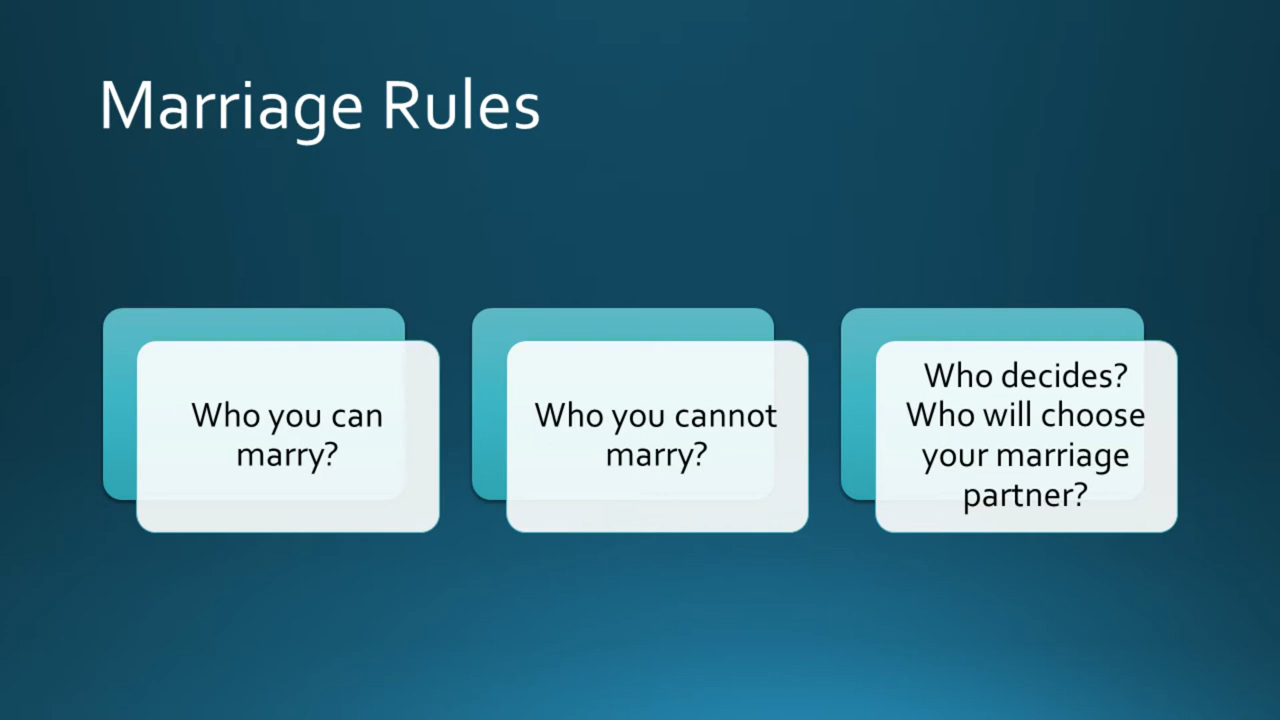 Marriage Rules
Who you can
marry?
Who you cannot
marry?
Who decides?
Who will choose
your marriage
partner?